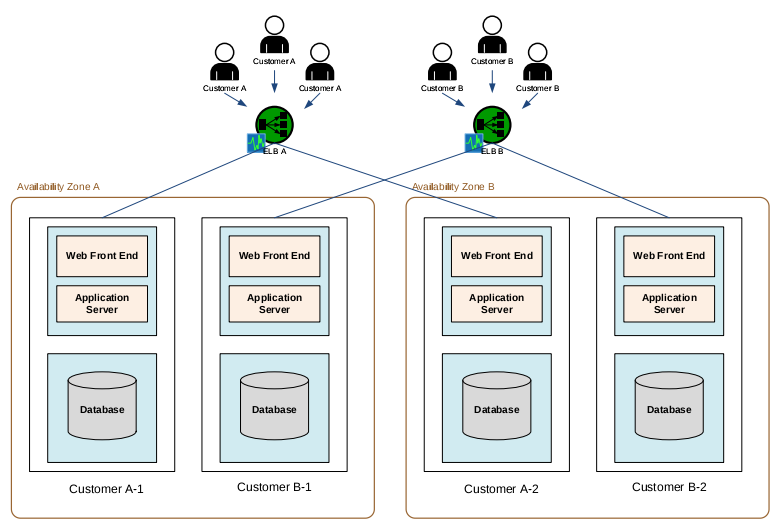 Customer A
Customer B
Customer A
Customer A
Customer B
Customer B
ELB A
ELB B
Availability Zone A
Availability Zone B
Web Front End
Web Front End
Web Front End
Web Front End
Application
Server
Application
Server
Application
Server
Application
Server
Database
Database
Database
Database
Customer A-1
Customer B-1
Customer A-2
Customer B-2